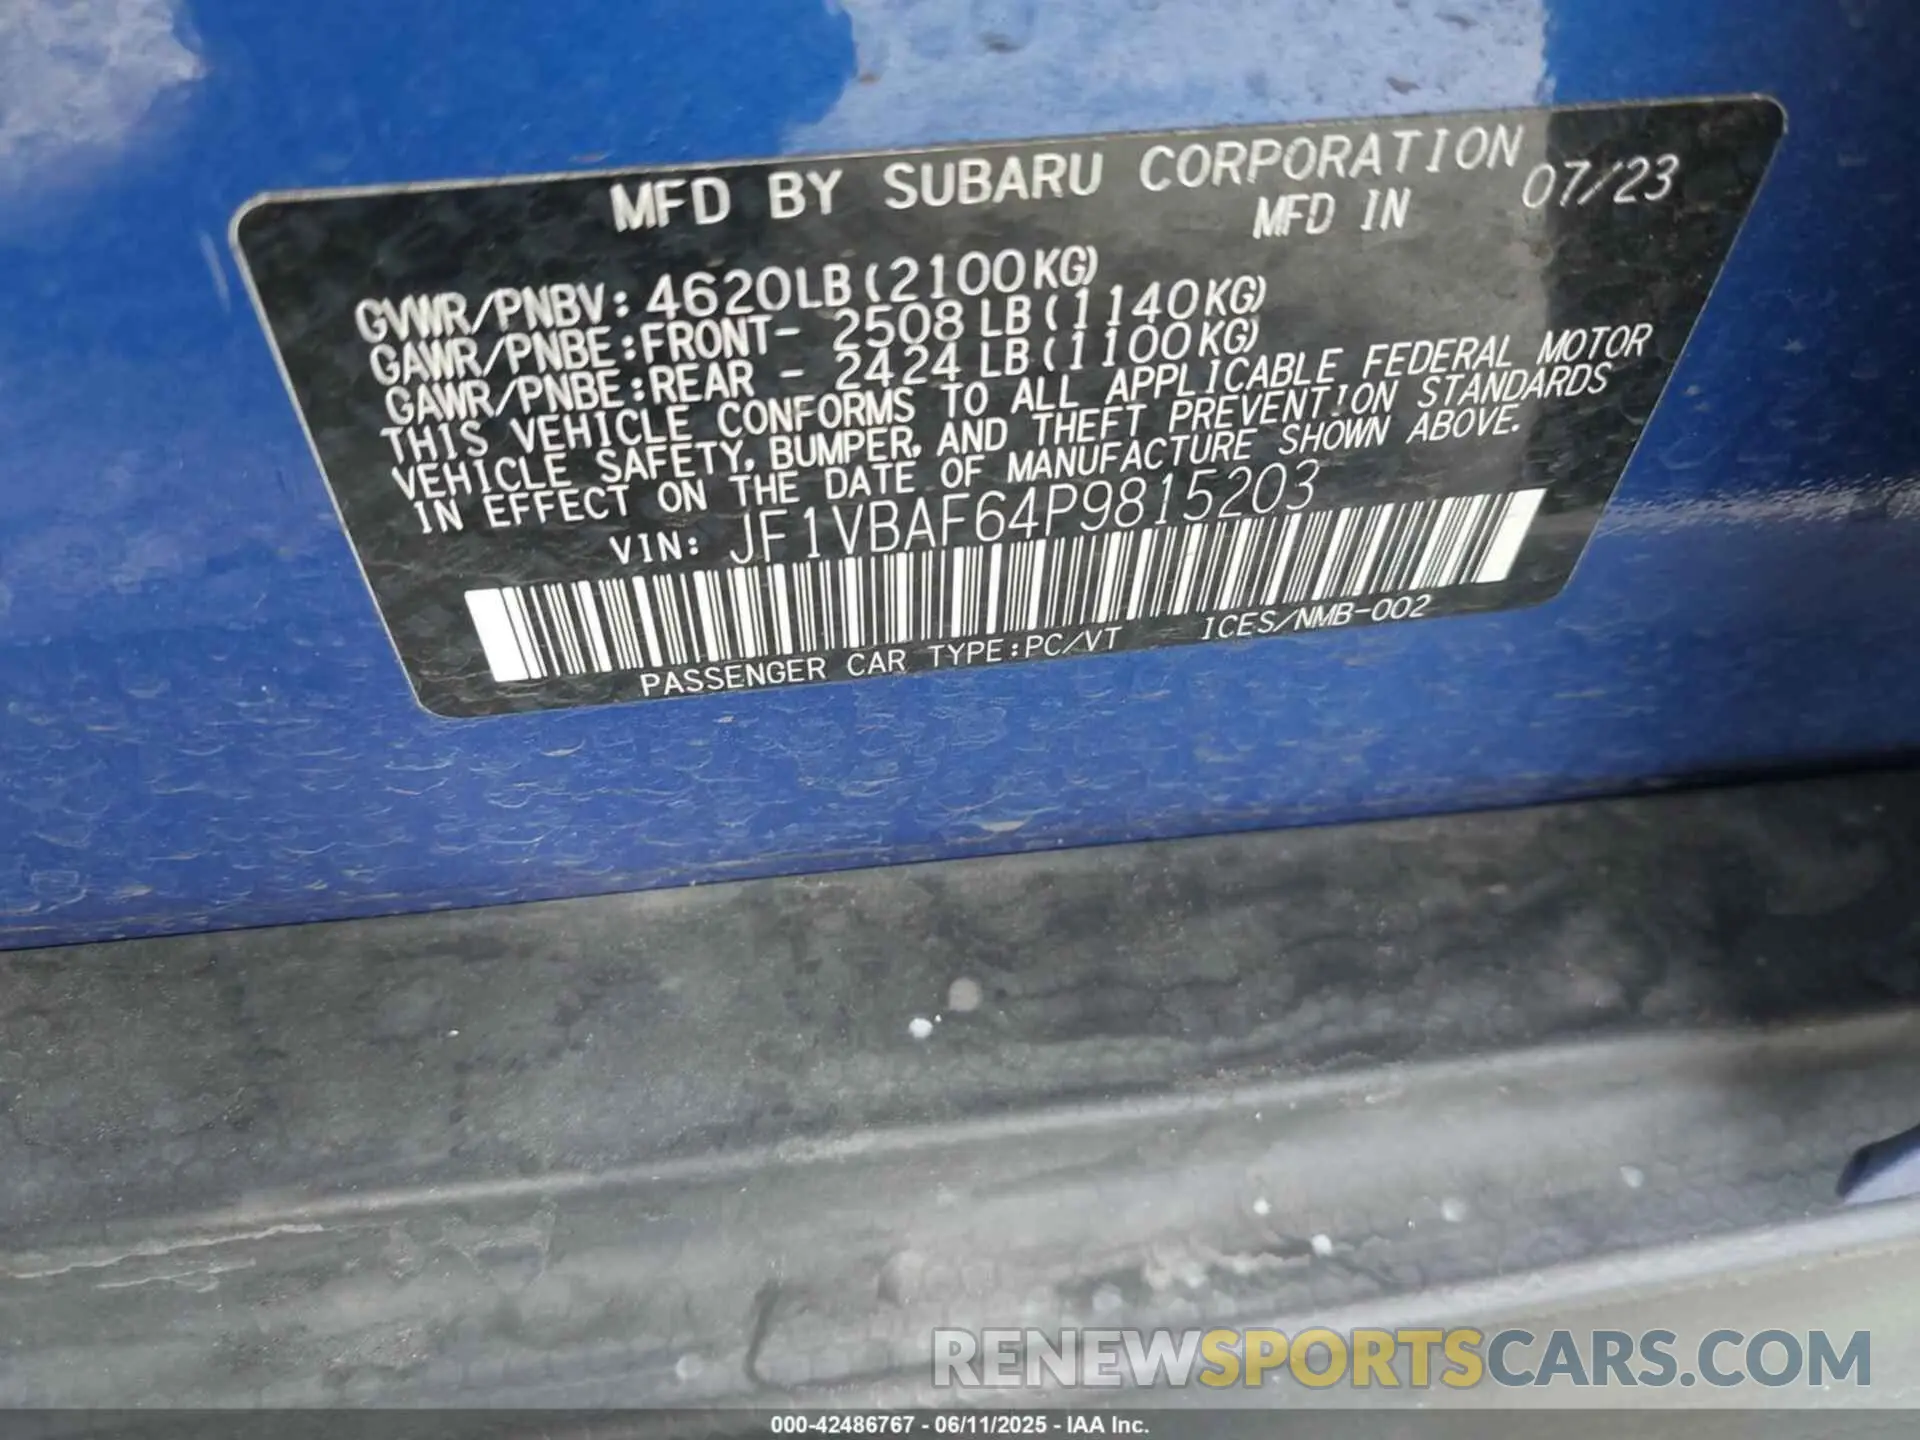 MFD BY SUBARU CORPORATION
MFD IN 07/23
GVWR/PNBV: 4620LB(2100KG)
GAWR/PNBE:FRONT- 2508 LB(1140KG)
GAWR/PNBE:REAR - 2424 LB(1100KG)
THIS VEHICLE CONFORMS TO ALL APPLICABLE FEDERAL MOTOR
VEHICLE SAFETY, BUMPER, AND THEFT PREVENTION STANDARDS
IN EFFECT ON THE DATE OF MANUFACTURE SHOWN ABOVE.
VIN: JF1VBAF64P9815203
PASSENGER CAR TYPE:PC/VT ICES/NMB-002
RENEWSPORTSCARS.COM
000-42486767 - 06/11/2025 - IAA Inc.